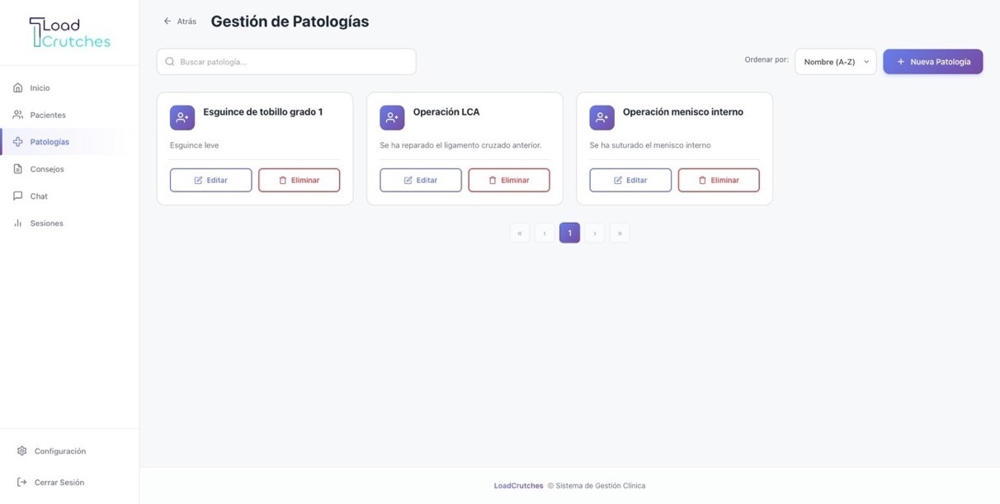 Load
Crutches
Inicio
Pacientes
Patologías
Consejos
Chat
Sesiones
Configuración
Cerrar Sesión
Atrás
Gestión de Patologías
Buscar patología...
Ordenar por:
Nombre (A-Z)
+ Nueva Patología
Esguince de tobillo grado 1
Esguince leve
Editar
Eliminar
Operación LCA
Se ha reparado el ligamento cruzado anterior.
Editar
Eliminar
Operación menisco interno
Se ha suturado el menisco interno
Editar
Eliminar
« ‹ 1 › »
LoadCrutches © Sistema de Gestión Clínica